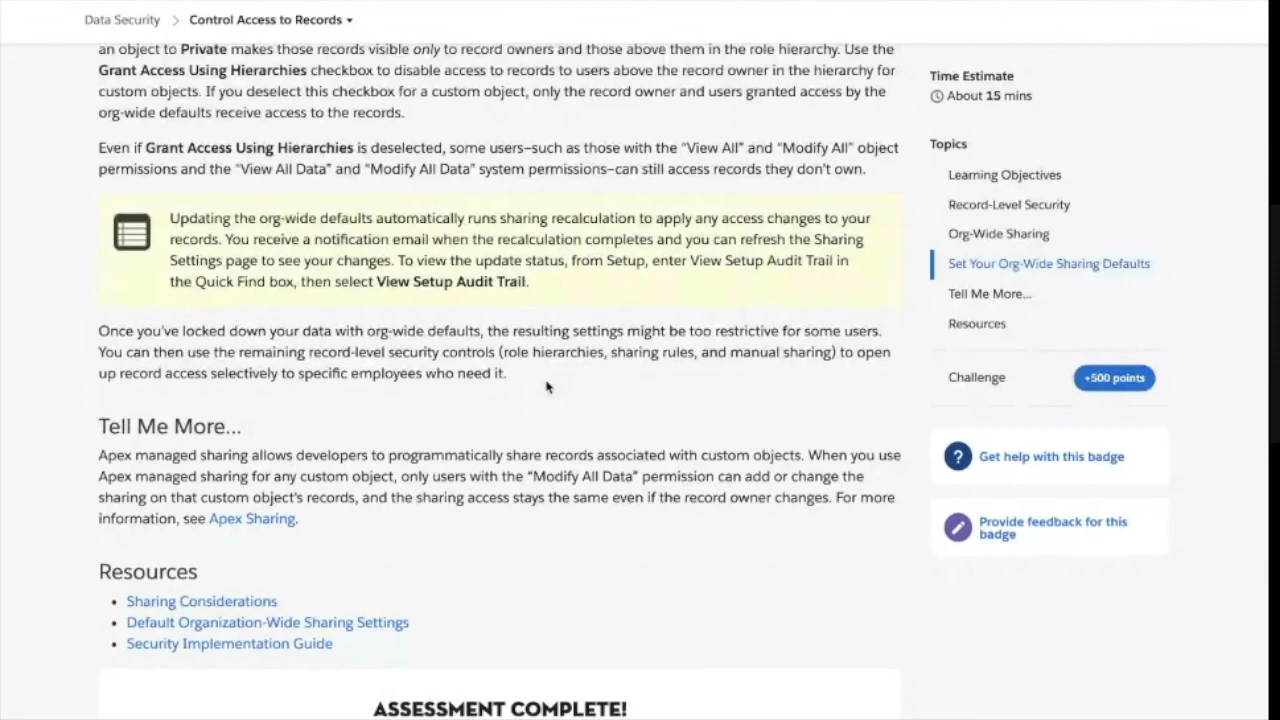 Data Security > Control Access to Records
an object to Private makes those records visible only to record owners and those above them in the role hierarchy. Use the
Grant Access Using Hierarchies checkbox to disable access to records to users above the record owner in the hierarchy for
custom objects. If you deselect this checkbox for a custom object, only the record owner and users granted access by the
org-wide defaults receive access to the records.
Even if Grant Access Using Hierarchies is deselected, some users—such as those with the “View All” and “Modify All” object
permissions and the “View All Data” and “Modify All Data” system permissions—can still access records they don’t own.
Updating the org-wide defaults automatically runs sharing recalculation to apply any access changes to your
records. You receive a notification email when the recalculation completes and you can refresh the Sharing
Settings page to see your changes. To view the update status, from Setup, enter View Setup Audit Trail in
the Quick Find box, then select View Setup Audit Trail.
Once you’ve locked down your data with org-wide defaults, the resulting settings might be too restrictive for some users.
You can then use the remaining record-level security controls (role hierarchies, sharing rules, and manual sharing) to open
up record access selectively to specific employees who need it.
Tell Me More...
Apex managed sharing allows developers to programmatically share records associated with custom objects. When you use
Apex managed sharing for any custom object, only users with the “Modify All Data” permission can add or change the
sharing on that custom object's records, and the sharing access stays the same even if the record owner changes. For more
information, see Apex Sharing.
Resources
• Sharing Considerations
• Default Organization-Wide Sharing Settings
• Security Implementation Guide
ASSESSMENT COMPLETE!
Time Estimate
About 15 mins
Topics
Learning Objectives
Record-Level Security
Org-Wide Sharing
Set Your Org-Wide Sharing Defaults
Tell Me More...
Resources
Challenge +500 points
? Get help with this badge
Provide feedback for this
badge